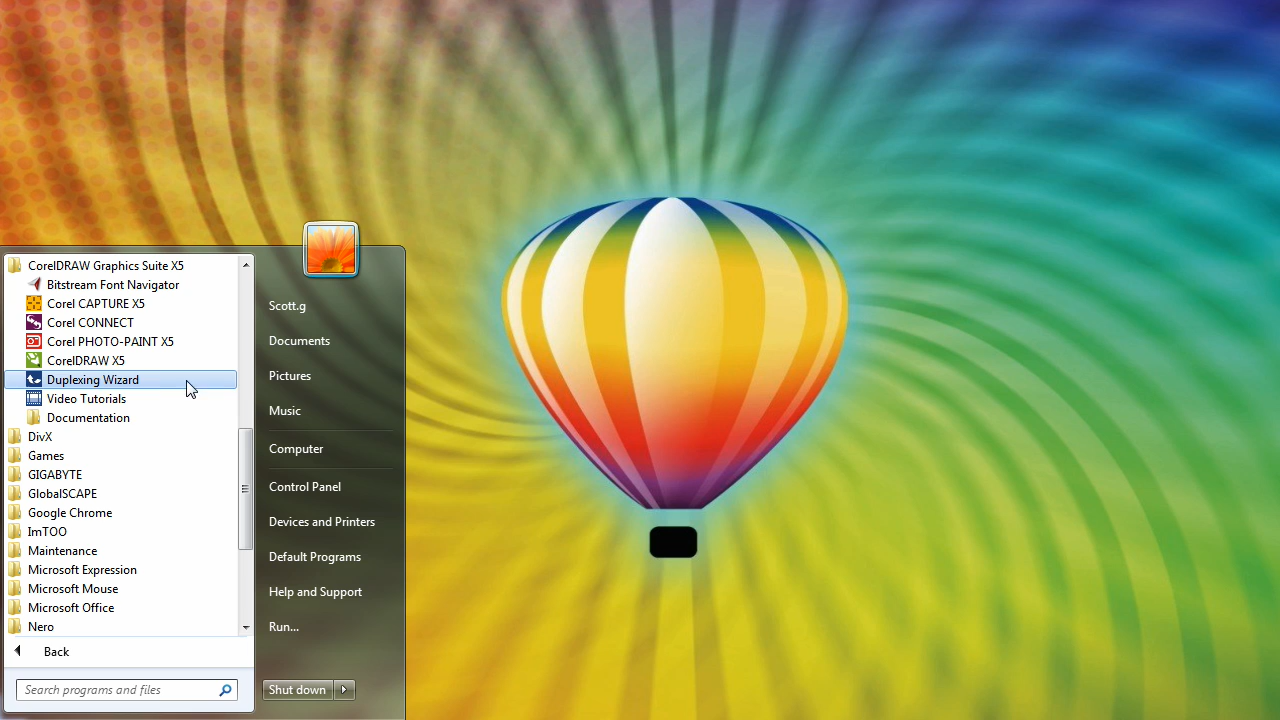 CorelDRAW Graphics Suite X5
Bitstream Font Navigator
Corel CAPTURE X5
Corel CONNECT
Corel PHOTO-PAINT X5
CorelDRAW X5
Duplexing Wizard
Video Tutorials
Documentation
DivX
Games
GIGABYTE
GlobalSCAPE
Google Chrome
ImTOO
Maintenance
Microsoft Expression
Microsoft Mouse
Microsoft Office
Nero
Back
Search programs and files
Scott.g
Documents
Pictures
Music
Computer
Control Panel
Devices and Printers
Default Programs
Help and Support
Run...
Shut down